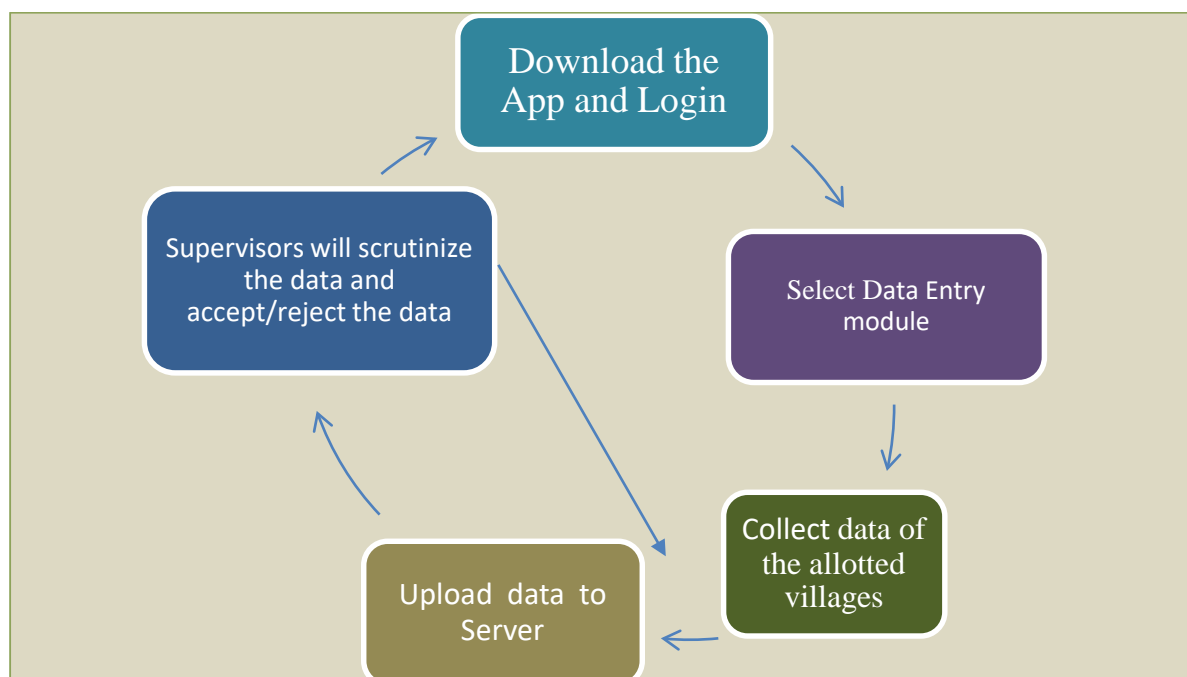 Download the
App and Login
Select Data Entry
module
Collect data of
the allotted
villages
Upload data to
Server
Supervisors will scrutinize
the data and
accept/reject the data